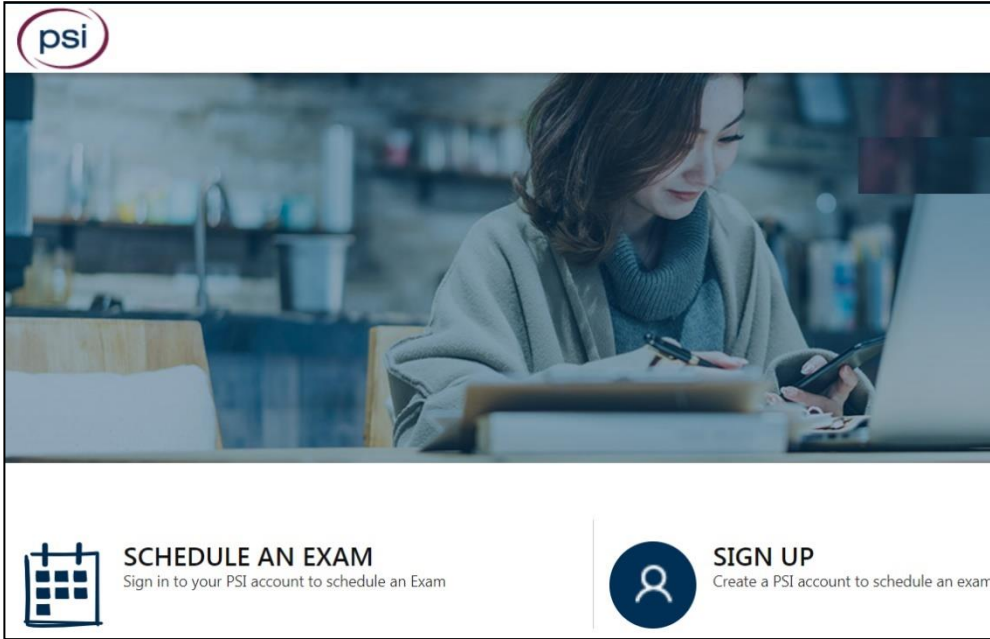 psi
SCHEDULE AN EXAM
Sign in to your PSI account to schedule an Exam
SIGN UP
Create a PSI account to schedule an exam